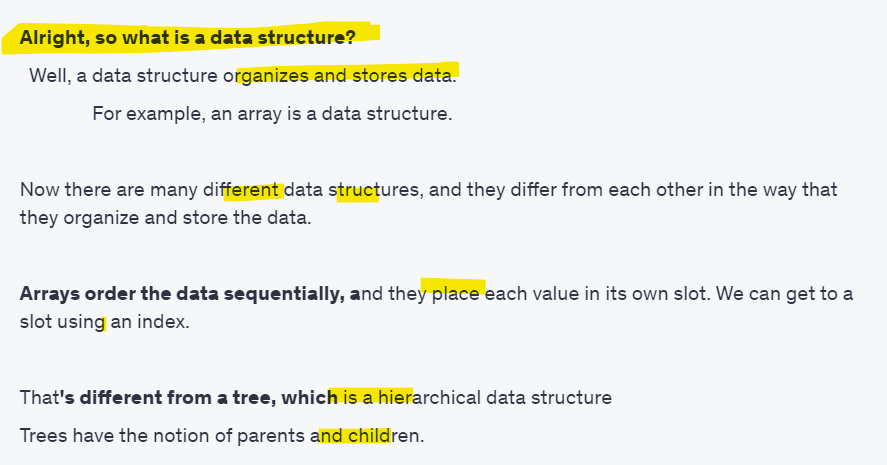 Alright, so what is a data structure?
Well, a data structure organizes and stores data.
For example, an array is a data structure.
Now there are many different data structures, and they differ from each other in the way that
they organize and store the data.
Arrays order the data sequentially, and they place each value in its own slot. We can get to a
slot using an index.
That's different from a tree, which is a hierarchical data structure
Trees have the notion of parents and children.